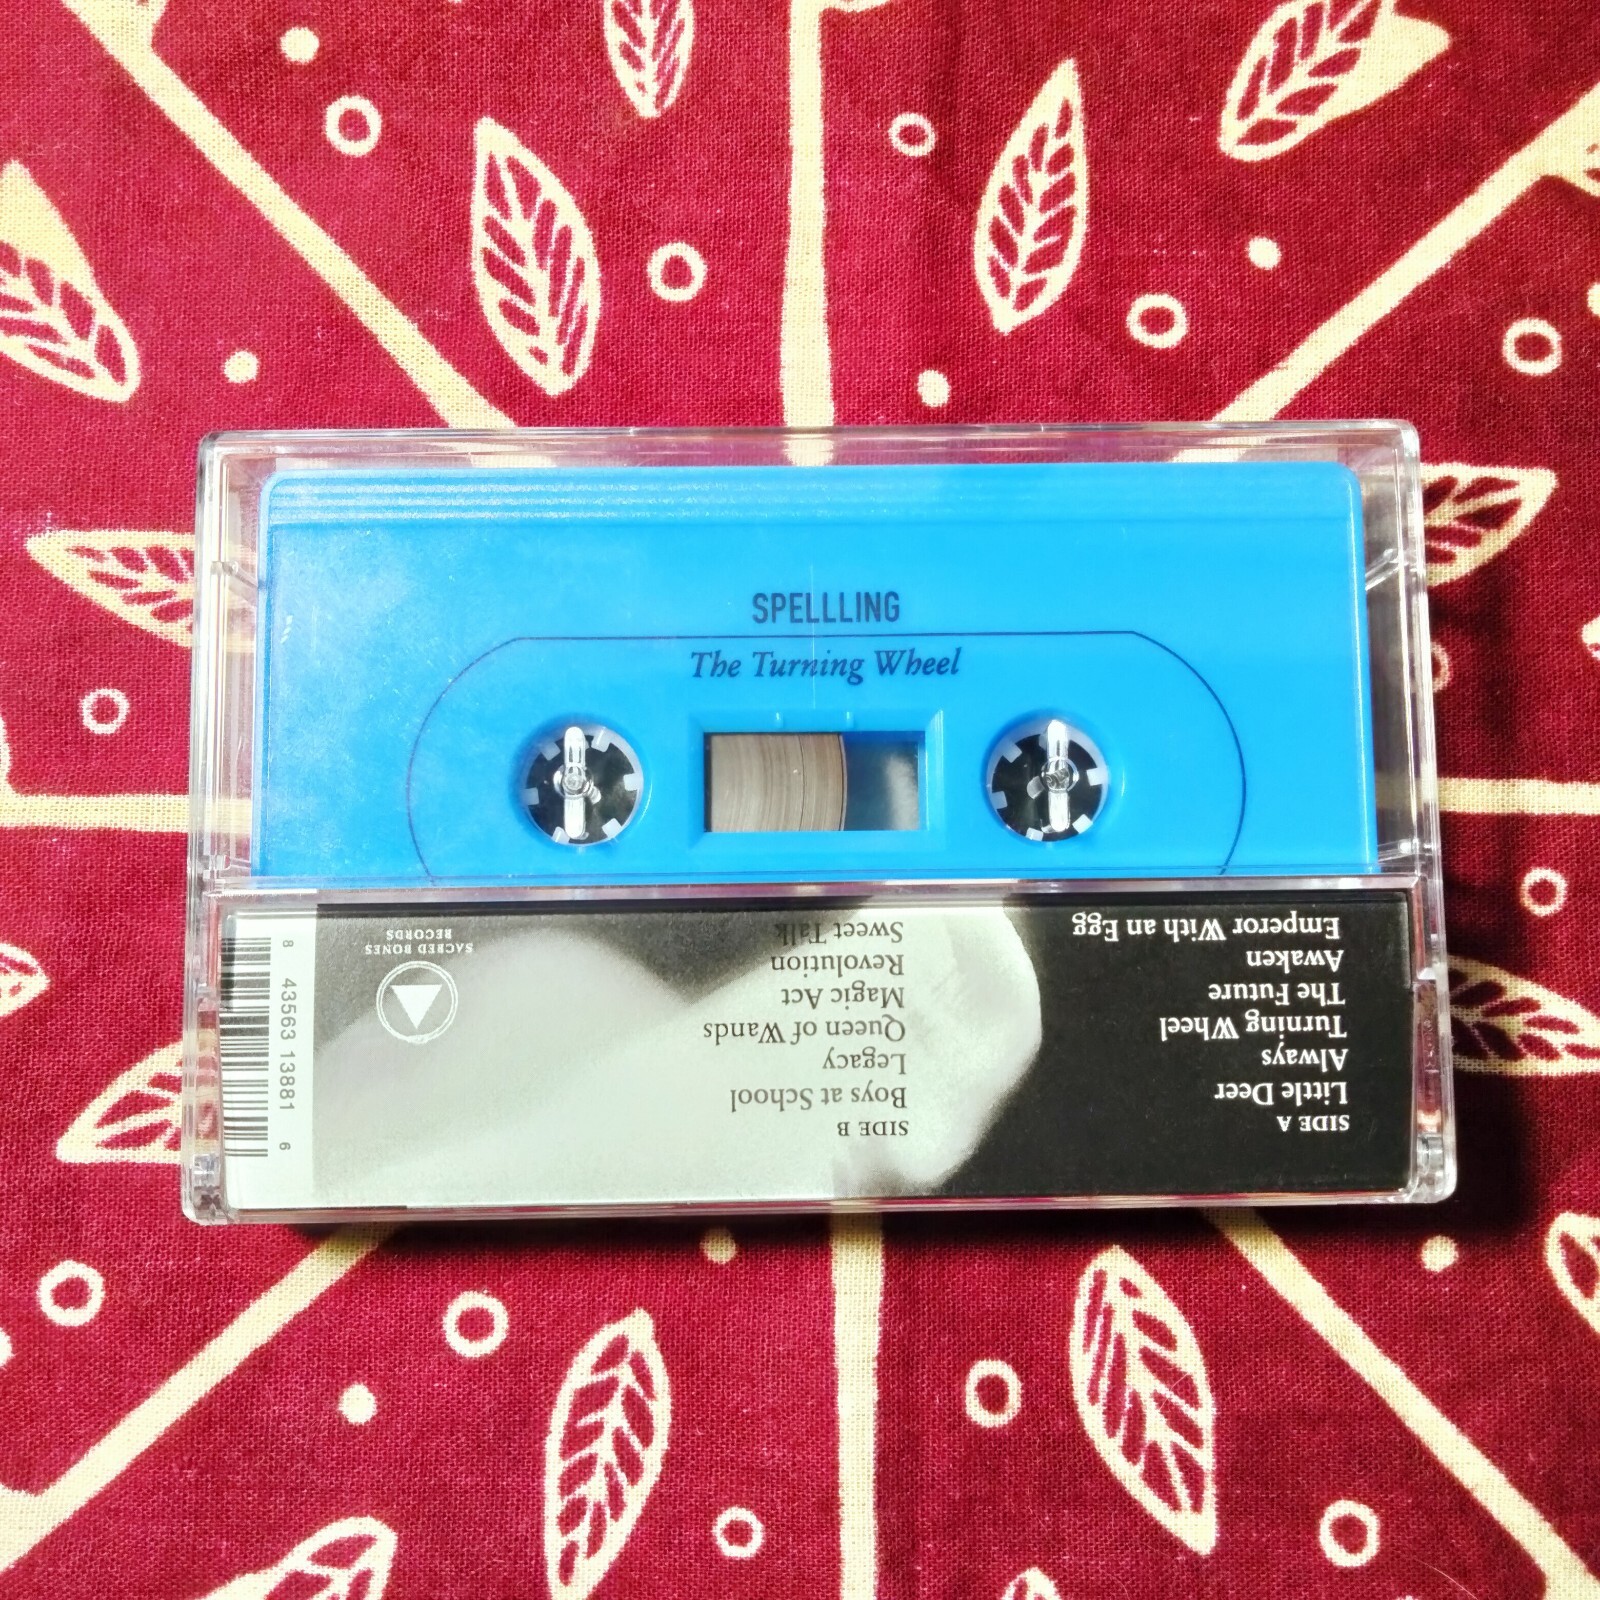 SPELLLING
The Turning Wheel
SIDE A
Little Deer
Always
Turning Wheel
The Future
Awaken
Emperor With an Egg
SIDE B
Boys at School
Legacy
Queen of Wands
Magic Act
Revolution
Sweet Talk
SACRED BONES
RECORDS
8 43563 13881 6